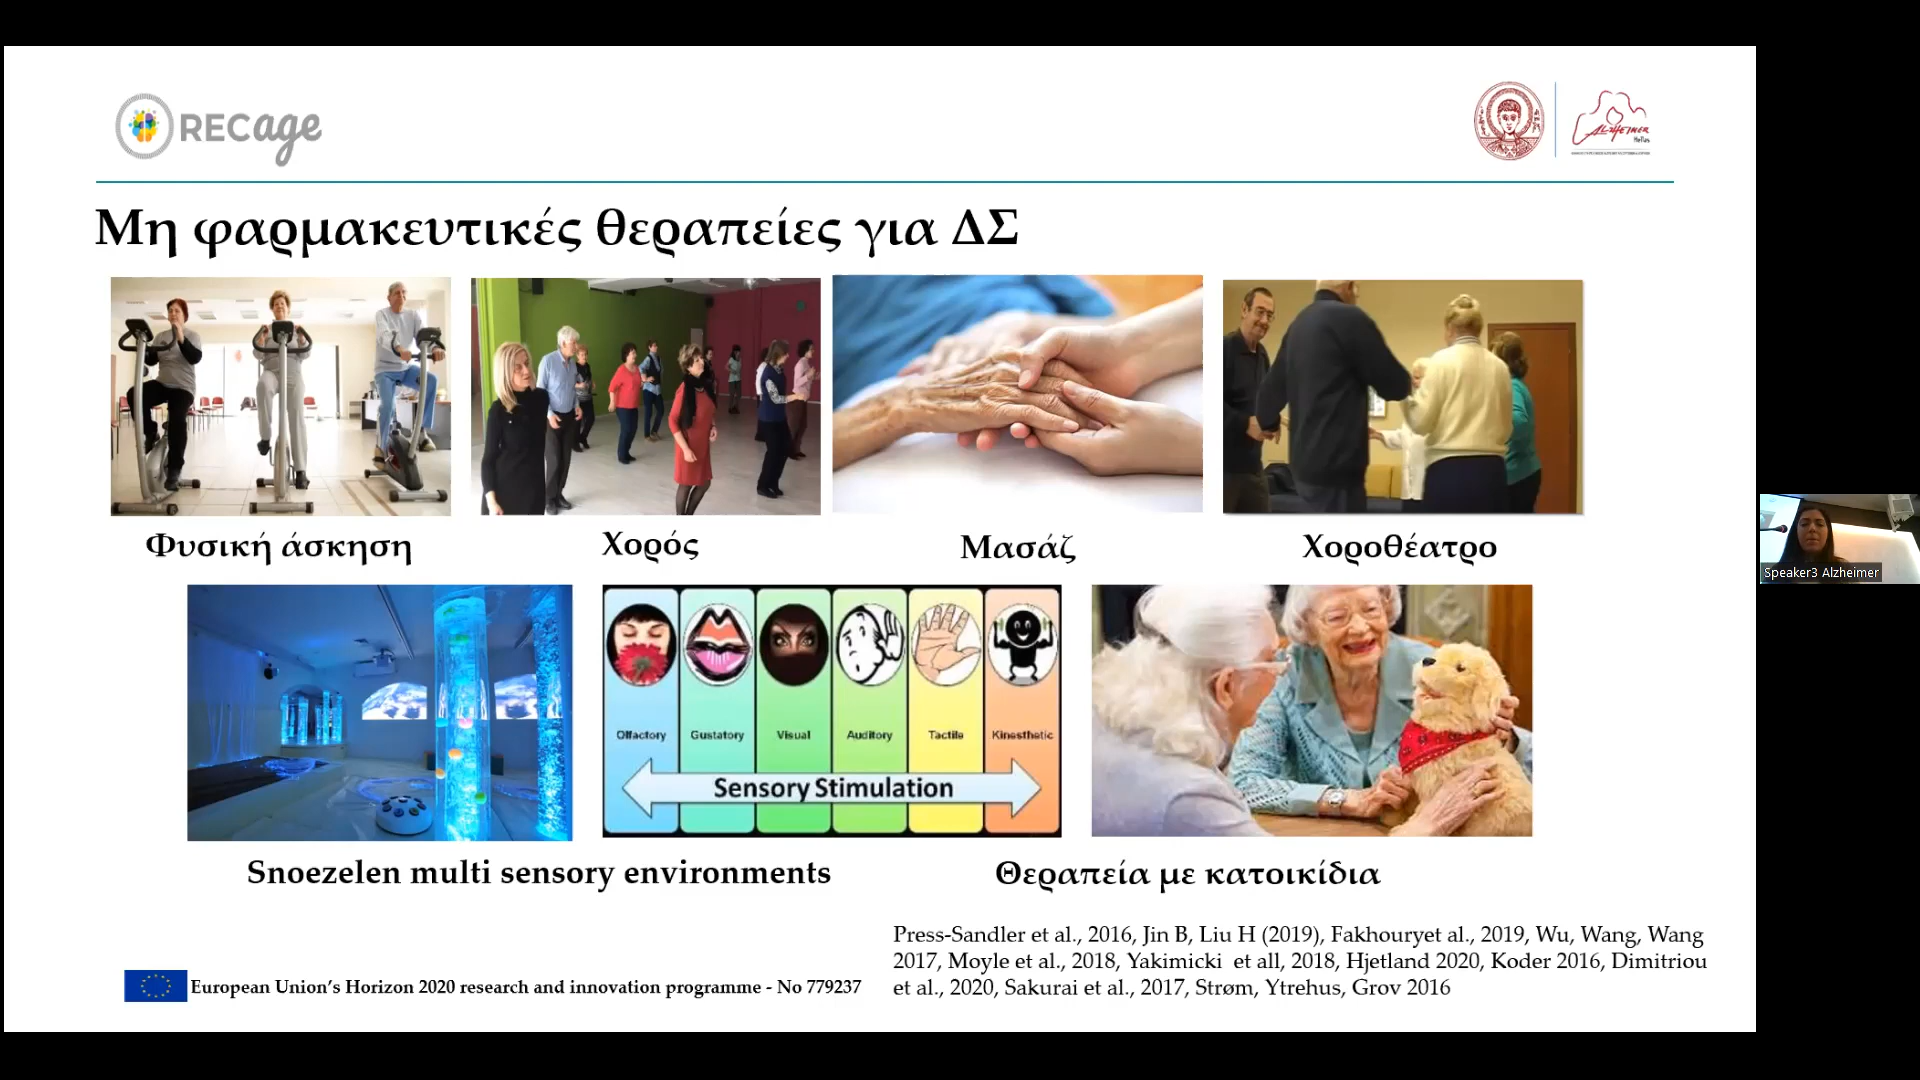 RECage
ALZHEIMER
Hellas
Μη φαρμακευτικές θεραπείες για ΔΣ
Φυσική άσκηση
Χορός
Μασάζ
Χοροθέατρο
Olfactory
Gustatory
Visual
Auditory
Tactile
Kinesthetic
Sensory Stimulation
Snoezelen multi sensory environments
Θεραπεία με κατοικίδια
Press-Sandler et al., 2016, Jin B, Liu H (2019), Fakhouryet al., 2019, Wu, Wang, Wang
2017, Moyle et al., 2018, Yakimicki et all, 2018, Hjetland 2020, Koder 2016, Dimitriou
et al., 2020, Sakurai et al., 2017, Strøm, Ytrehus, Grov 2016
European Union’s Horizon 2020 research and innovation programme - No 779237
Speaker3 Alzheimer